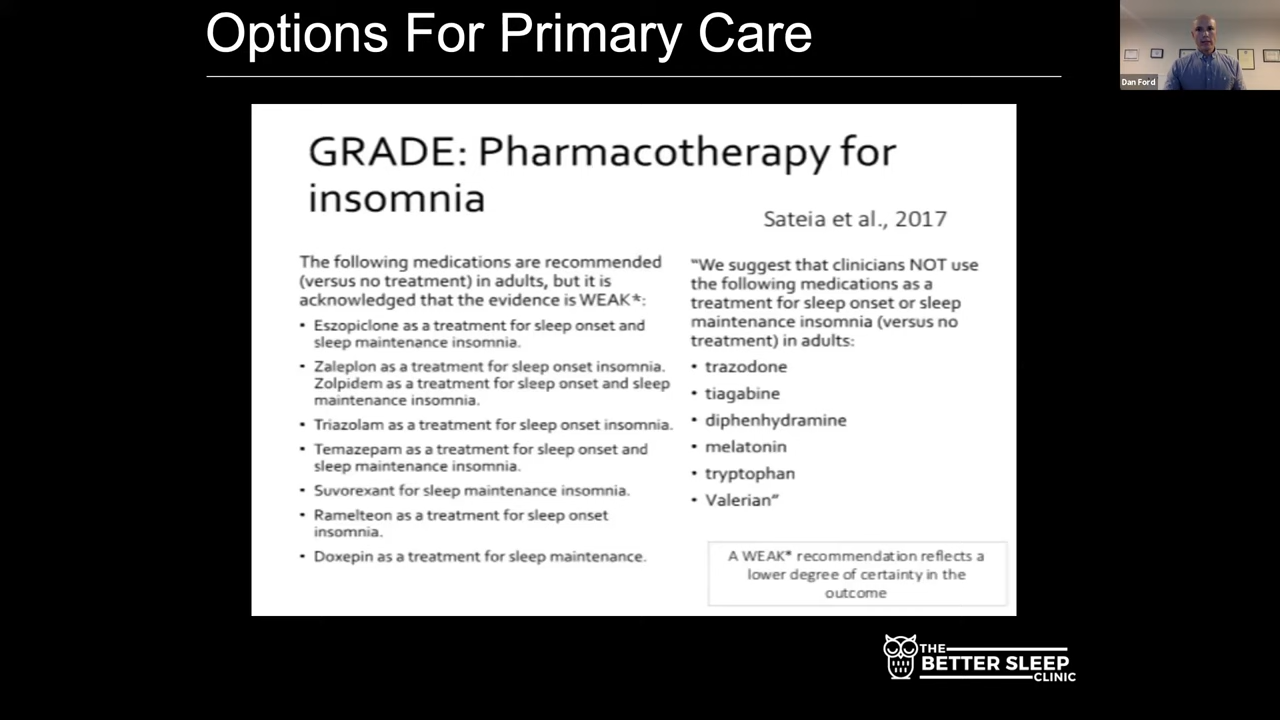 Options For Primary Care
Dan Ford
GRADE: Pharmacotherapy for
insomnia
Sateia et al., 2017
The following medications are recommended
(versus no treatment) in adults, but it is
acknowledged that the evidence is WEAK*:
• Eszopiclone as a treatment for sleep onset and
sleep maintenance insomnia.
• Zaleplon as a treatment for sleep onset insomnia.
Zolpidem as a treatment for sleep onset and sleep
maintenance insomnia.
• Triazolam as a treatment for sleep onset insomnia.
• Temazepam as a treatment for sleep onset and
sleep maintenance insomnia.
• Suvorexant for sleep maintenance insomnia.
• Ramelteon as a treatment for sleep onset
insomnia.
• Doxepin as a treatment for sleep maintenance.
"We suggest that clinicians NOT use
the following medications as a
treatment for sleep onset or sleep
maintenance insomnia (versus no
treatment) in adults:
• trazodone
• tiagabine
• diphenhydramine
• melatonin
• tryptophan
• Valerian"
A WEAK* recommendation reflects a
lower degree of certainty in the
outcome
THE
BETTER SLEEP
CLINIC